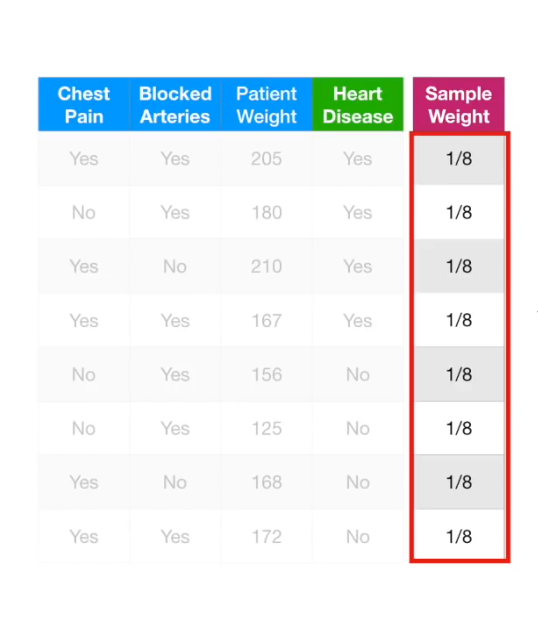 Chest Pain Blocked Arteries Patient Weight Heart Disease Sample Weight
Yes Yes 205 Yes 1/8
No Yes 180 Yes 1/8
Yes No 210 Yes 1/8
Yes Yes 167 Yes 1/8
No Yes 156 No 1/8
No Yes 125 No 1/8
Yes No 168 No 1/8
Yes Yes 172 No 1/8